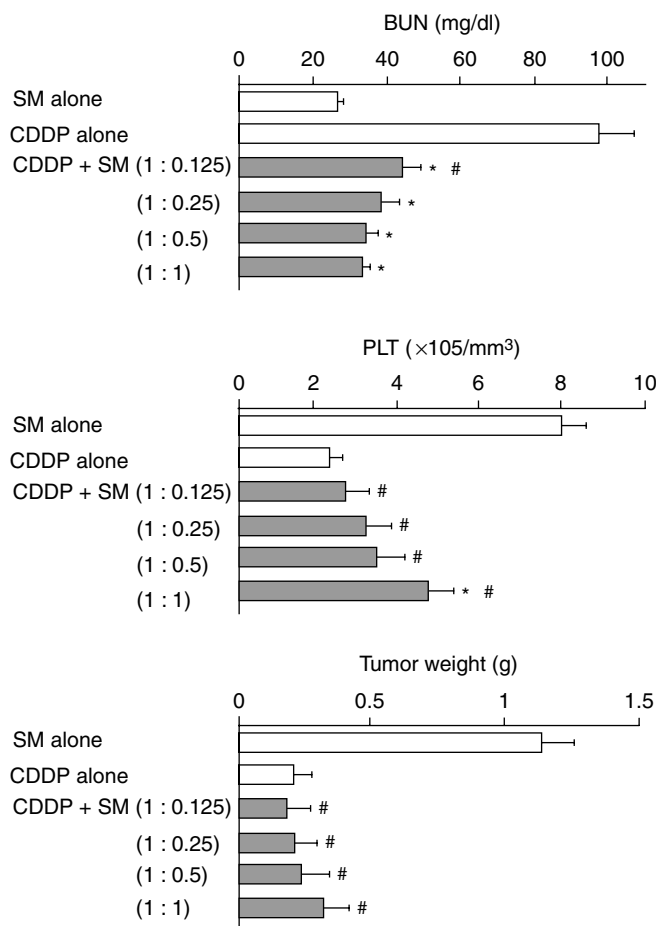 BUN (mg/dl)
0 20 40 60 80 100
SM alone
CDDP alone
CDDP + SM (1 : 0.125) * #
(1 : 0.25) *
(1 : 0.5) *
(1 : 1) *
PLT (×105/mm³)
0 2 4 6 8 10
SM alone
CDDP alone
CDDP + SM (1 : 0.125) #
(1 : 0.25) #
(1 : 0.5) #
(1 : 1) * #
Tumor weight (g)
0 0.5 1 1.5
SM alone
CDDP alone
CDDP + SM (1 : 0.125) #
(1 : 0.25) #
(1 : 0.5) #
(1 : 1) #